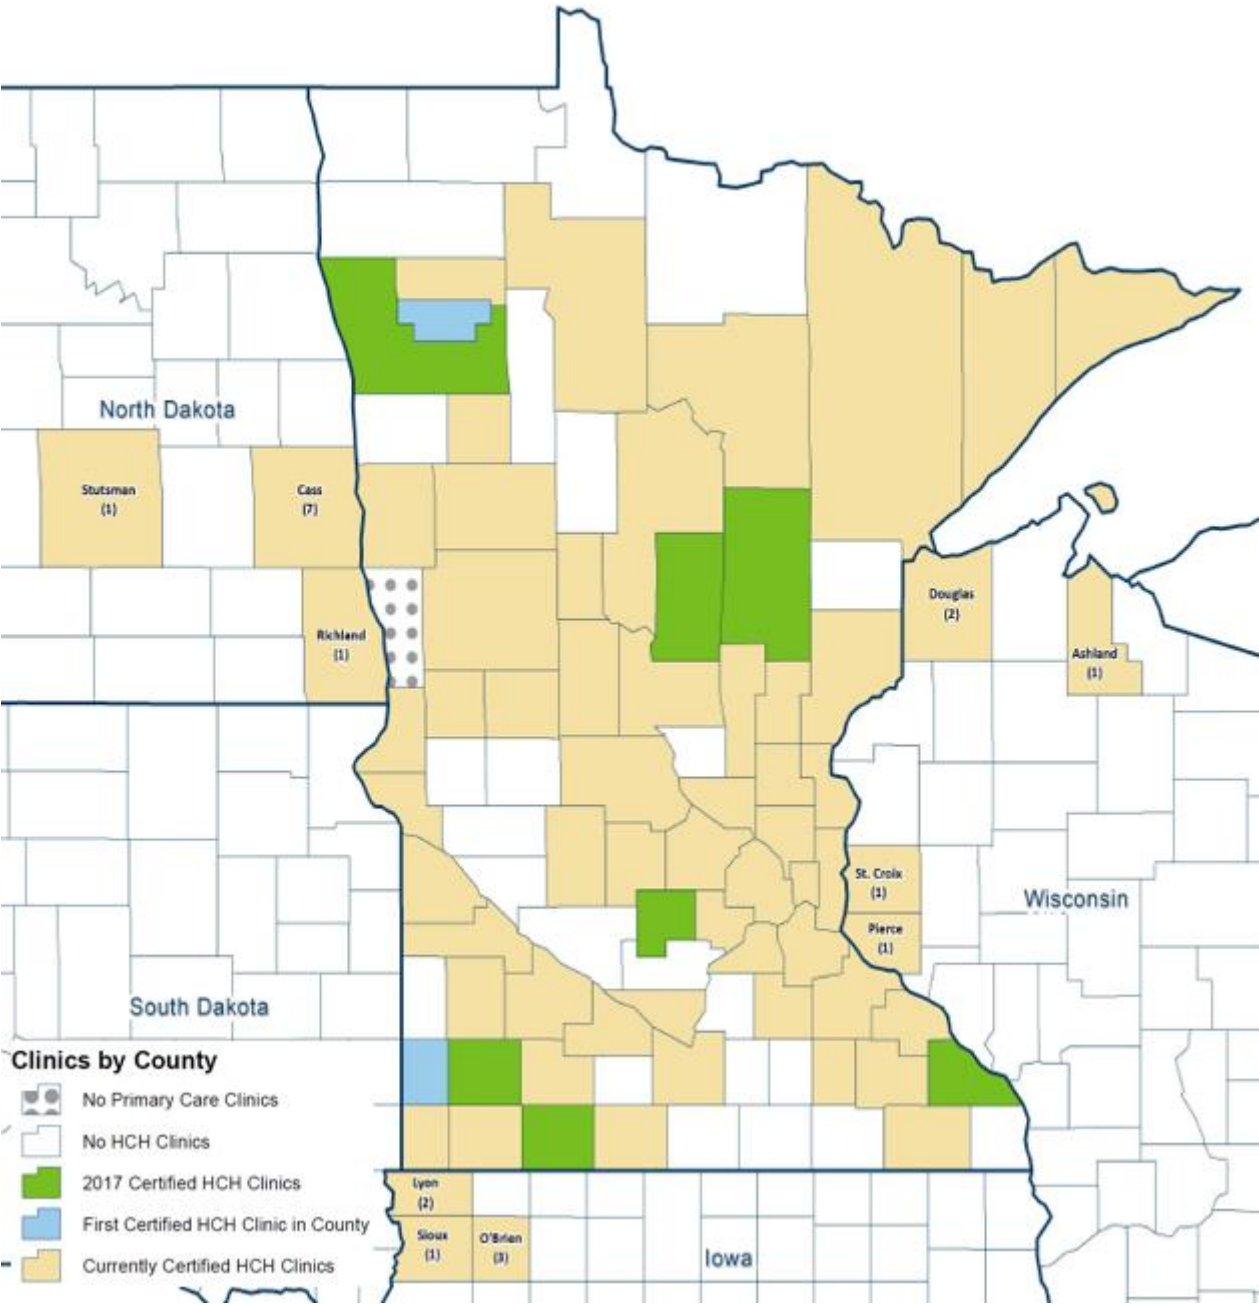 North Dakota
Stutsman
(1)
Cass
(7)
Richland
(1)
Douglas
(2)
Ashland
(1)
St. Croix
(1)
Pierce
(1)
Wisconsin
South Dakota
Clinics by County
No Primary Care Clinics
No HCH Clinics
2017 Certified HCH Clinics
First Certified HCH Clinic in County
Currently Certified HCH Clinics
Lyon
(2)
Sioux
(1)
O'Brien
(3)
Iowa